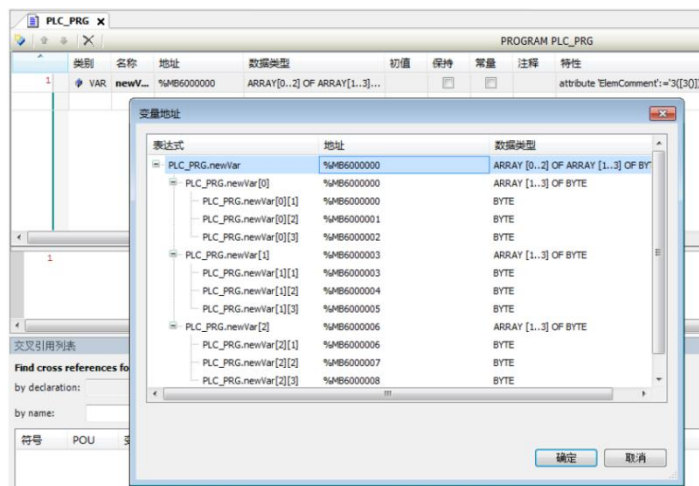 PLC_PRG
PROGRAM PLC_PRG
类别 名称 地址 数据类型 初值 保持 常量 注释 特性
1 VAR newV... %MB6000000 ARRAY[0..2] OF ARRAY[1..3]... attribute 'ElemComment':='3([3()]
变量地址
表达式 地址 数据类型
PLC_PRG.newVar %MB6000000 ARRAY [0..2] OF ARRAY [1..3] OF BYT
PLC_PRG.newVar[0] %MB6000000 ARRAY [1..3] OF BYTE
PLC_PRG.newVar[0][1] %MB6000000 BYTE
PLC_PRG.newVar[0][2] %MB6000001 BYTE
PLC_PRG.newVar[0][3] %MB6000002 BYTE
PLC_PRG.newVar[1] %MB6000003 ARRAY [1..3] OF BYTE
PLC_PRG.newVar[1][1] %MB6000003 BYTE
PLC_PRG.newVar[1][2] %MB6000004 BYTE
PLC_PRG.newVar[1][3] %MB6000005 BYTE
PLC_PRG.newVar[2] %MB6000006 ARRAY [1..3] OF BYTE
PLC_PRG.newVar[2][1] %MB6000006 BYTE
PLC_PRG.newVar[2][2] %MB6000007 BYTE
PLC_PRG.newVar[2][3] %MB6000008 BYTE
1
交叉引用列表
Find cross references fo
by declaration:
by name:
符号 POU
确定 取消